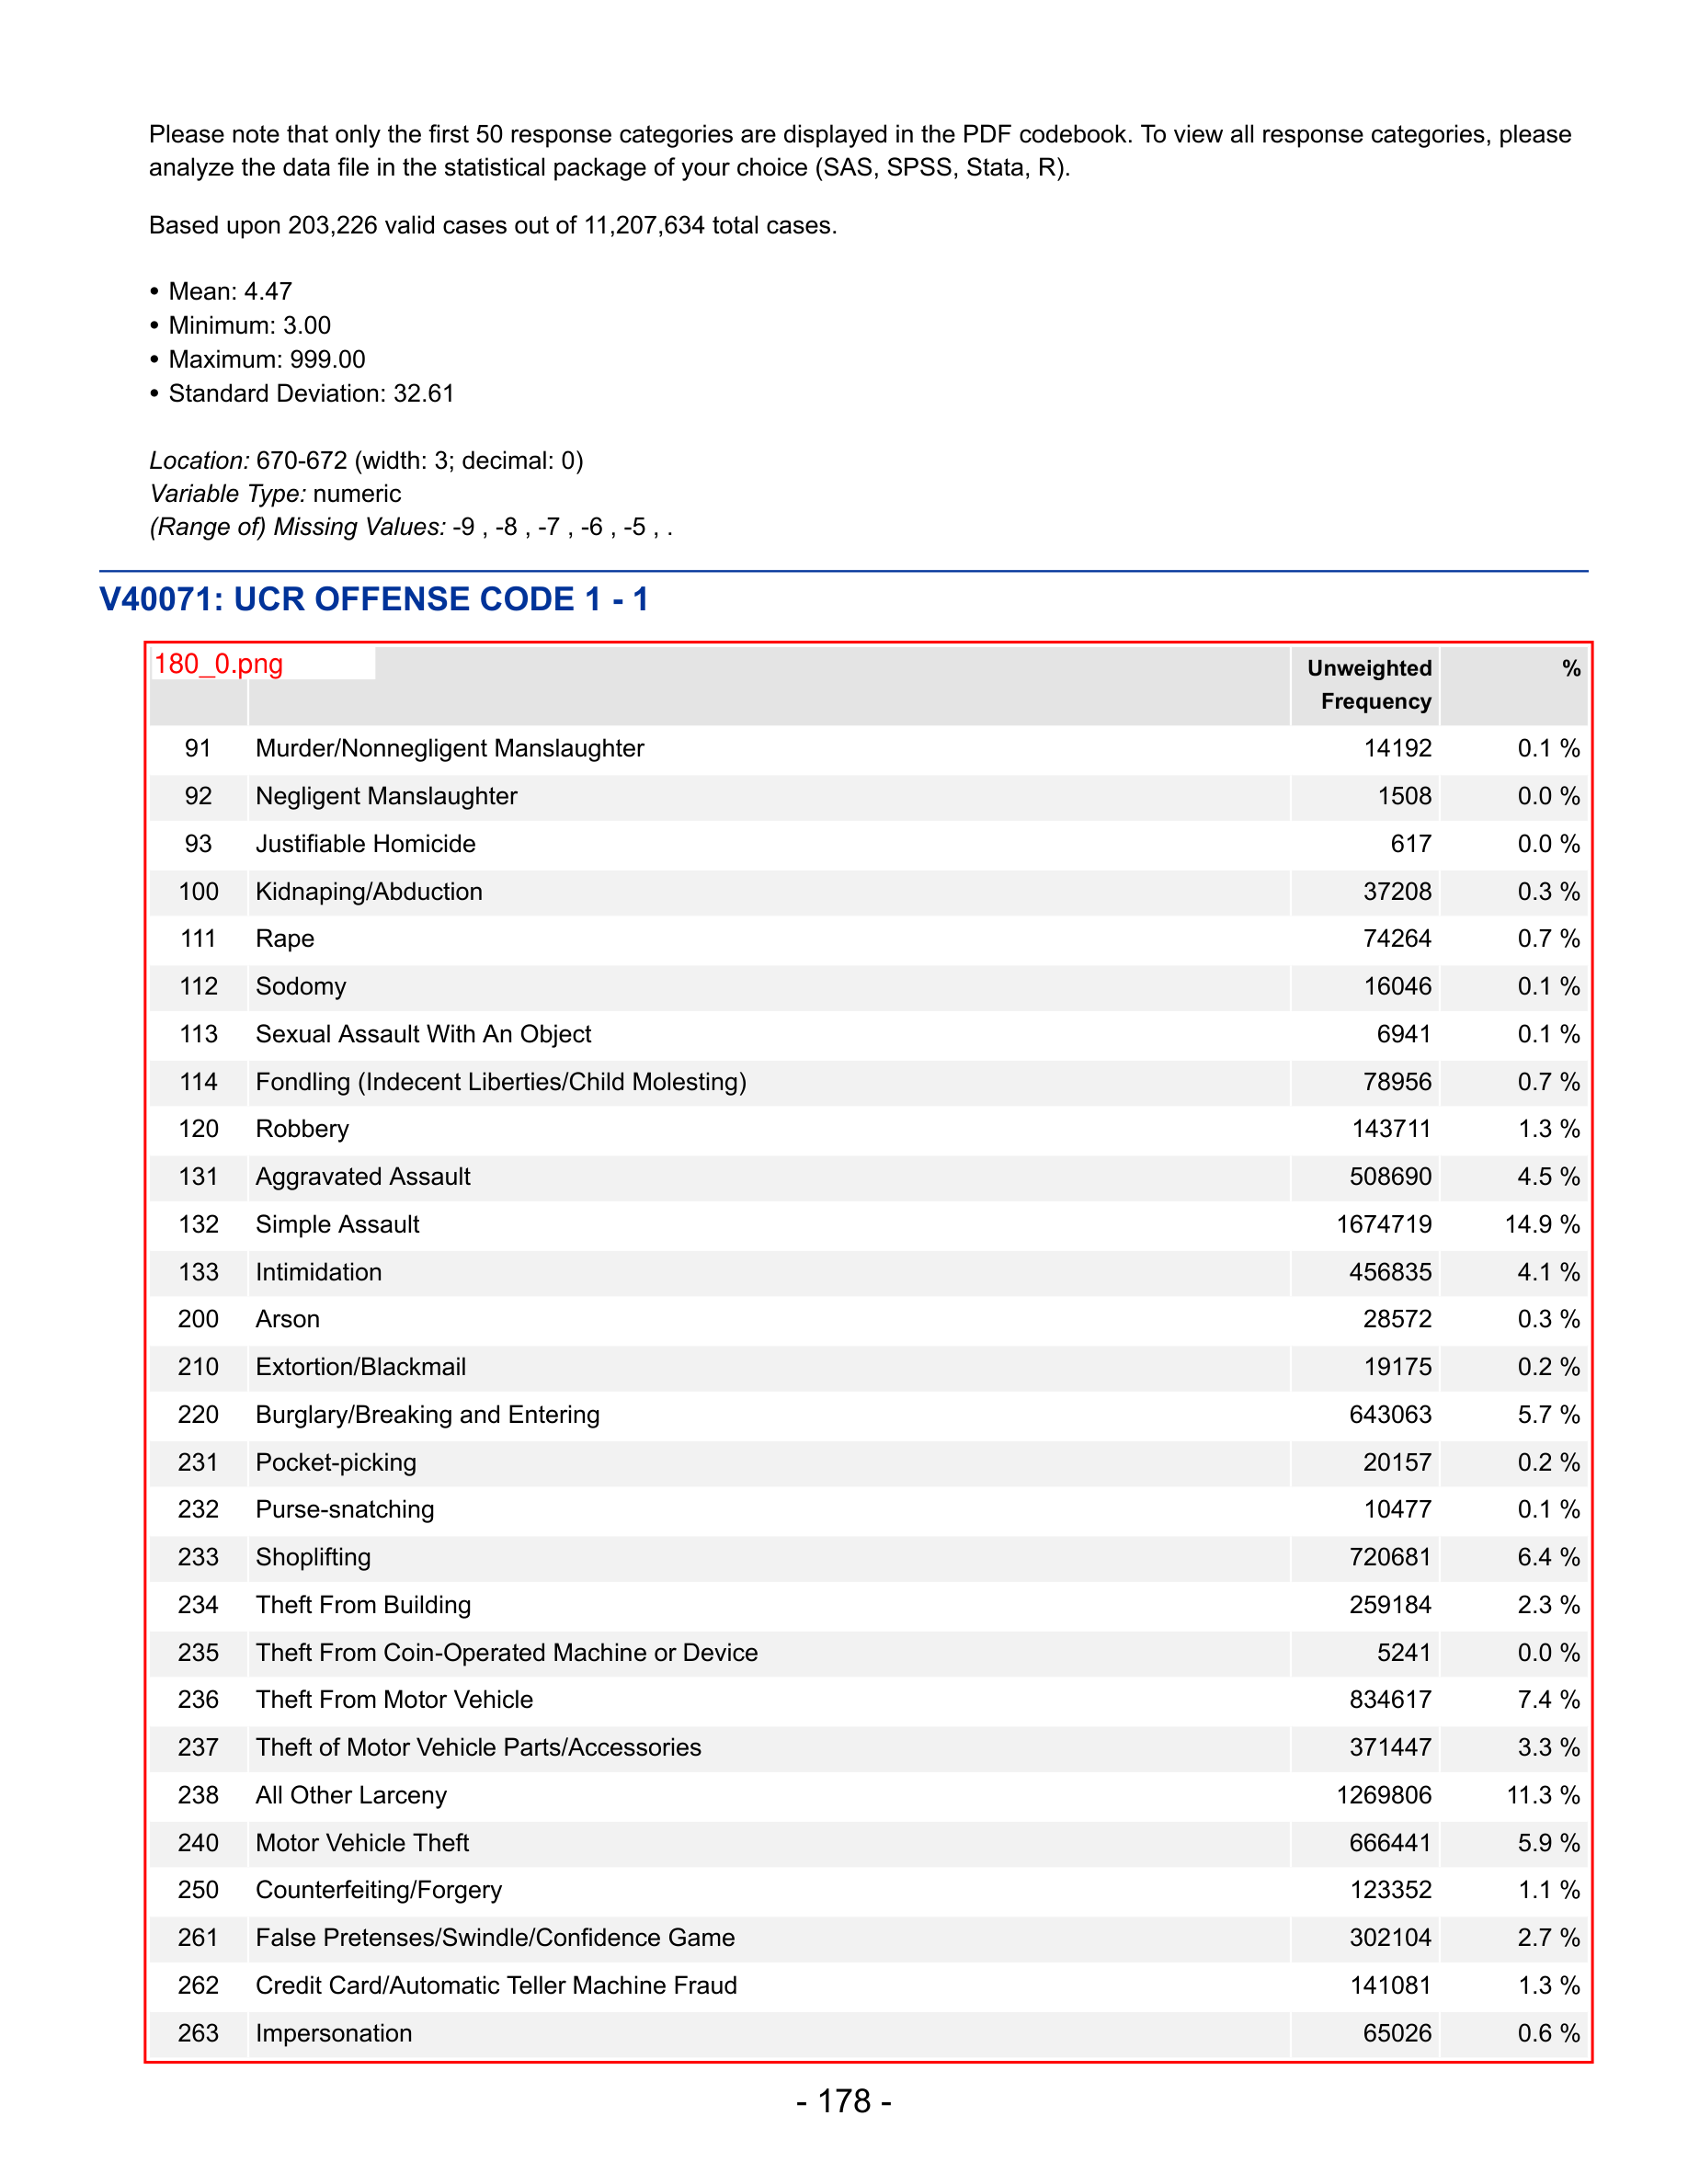 Please note that only the first 50 response categories are displayed in the PDF codebook. To view all response categories, please
analyze the data file in the statistical package of your choice (SAS, SPSS, Stata, R).
Based upon 203,226 valid cases out of 11,207,634 total cases.
• Mean: 4.47
• Minimum: 3.00
• Maximum: 999.00
• Standard Deviation: 32.61
Location: 670-672 (width: 3; decimal: 0)
Variable Type: numeric
(Range of) Missing Values: -9 , -8 , -7 , -6 , -5 , .
V40071: UCR OFFENSE CODE 1 - 1
180_0.png
Unweighted %
Frequency
91 Murder/Nonnegligent Manslaughter 14192 0.1 %
92 Negligent Manslaughter 1508 0.0 %
93 Justifiable Homicide 617 0.0 %
100 Kidnaping/Abduction 37208 0.3 %
111 Rape 74264 0.7 %
112 Sodomy 16046 0.1 %
113 Sexual Assault With An Object 6941 0.1 %
114 Fondling (Indecent Liberties/Child Molesting) 78956 0.7 %
120 Robbery 143711 1.3 %
131 Aggravated Assault 508690 4.5 %
132 Simple Assault 1674719 14.9 %
133 Intimidation 456835 4.1 %
200 Arson 28572 0.3 %
210 Extortion/Blackmail 19175 0.2 %
220 Burglary/Breaking and Entering 643063 5.7 %
231 Pocket-picking 20157 0.2 %
232 Purse-snatching 10477 0.1 %
233 Shoplifting 720681 6.4 %
234 Theft From Building 259184 2.3 %
235 Theft From Coin-Operated Machine or Device 5241 0.0 %
236 Theft From Motor Vehicle 834617 7.4 %
237 Theft of Motor Vehicle Parts/Accessories 371447 3.3 %
238 All Other Larceny 1269806 11.3 %
240 Motor Vehicle Theft 666441 5.9 %
250 Counterfeiting/Forgery 123352 1.1 %
261 False Pretenses/Swindle/Confidence Game 302104 2.7 %
262 Credit Card/Automatic Teller Machine Fraud 141081 1.3 %
263 Impersonation 65026 0.6 %
- 178 -